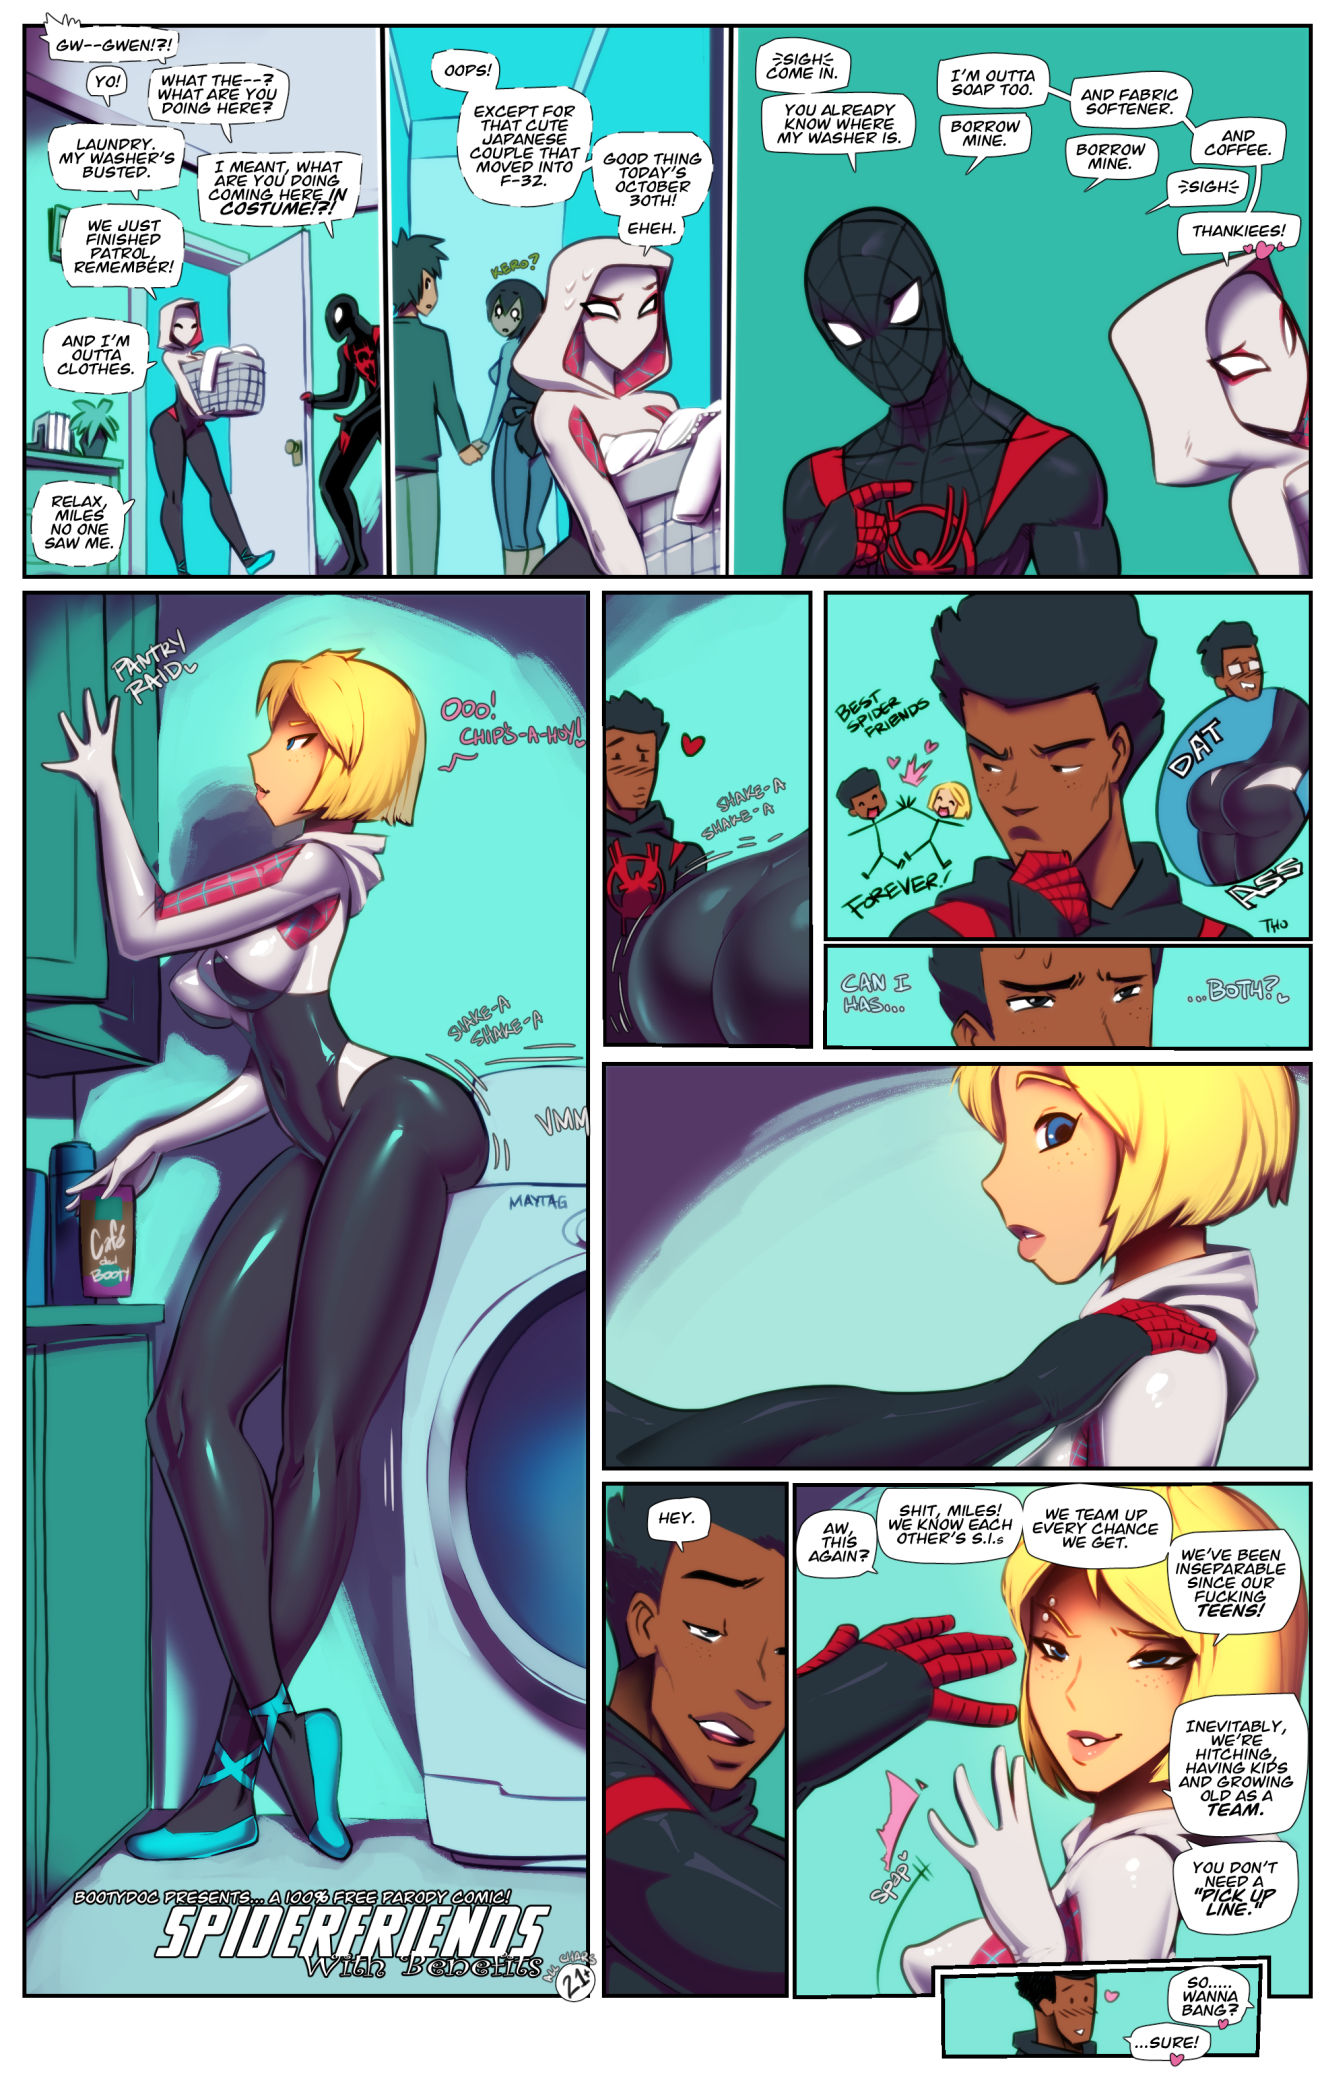 GW--GWEN!?!
YO!
WHAT THE--?
WHAT ARE YOU
DOING HERE?
LAUNDRY.
MY WASHER'S
BUSTED.
I MEANT, WHAT
ARE YOU DOING
COMING HERE IN
COSTUME!?!
WE JUST
FINISHED
PATROL,
REMEMBER!
AND I'M
OUTTA
CLOTHES.
RELAX,
MILES
NO ONE
SAW ME.
OOPS!
EXCEPT FOR
THAT CUTE
JAPANESE
COUPLE THAT
MOVED INTO
F-32.
GOOD THING
TODAY'S
OCTOBER
30TH!
EHEH.
KERO?
SIGH
COME IN.
YOU ALREADY
KNOW WHERE
MY WASHER IS.
I'M OUTTA
SOAP TOO.
BORROW
MINE.
AND FABRIC
SOFTENER.
BORROW
MINE.
AND
COFFEE.
SIGH
THANKIEES!
PANTRY
RAID
OOO!
CHIPS-A-HOY!
SHAKE-A
SHAKE-A
VMM
MAYTAG
Café
del
BOOTY
BOOTYDOC PRESENTS... A 100% FREE PARODY COMIC!
SPIDERFRIENDS
With Benefits
ALL CHARS
21+
SHAKE-A
SHAKE-A
BEST
SPIDER
FRIENDS
FOREVER!
DAT
ASS
THO
CAN I
HAS...
...BOTH?
HEY.
AW,
THIS
AGAIN?
SHIT, MILES!
WE KNOW EACH
OTHER'S S.I.s
WE TEAM UP
EVERY CHANCE
WE GET.
WE'VE BEEN
INSEPARABLE
SINCE OUR
FUCKING
TEENS!
INEVITABLY,
WE'RE
HITCHING,
HAVING KIDS
AND GROWING
OLD AS A
TEAM.
YOU DON'T
NEED A
"PICK UP
LINE."
SPAP
SO.....
WANNA
BANG?
...SURE!